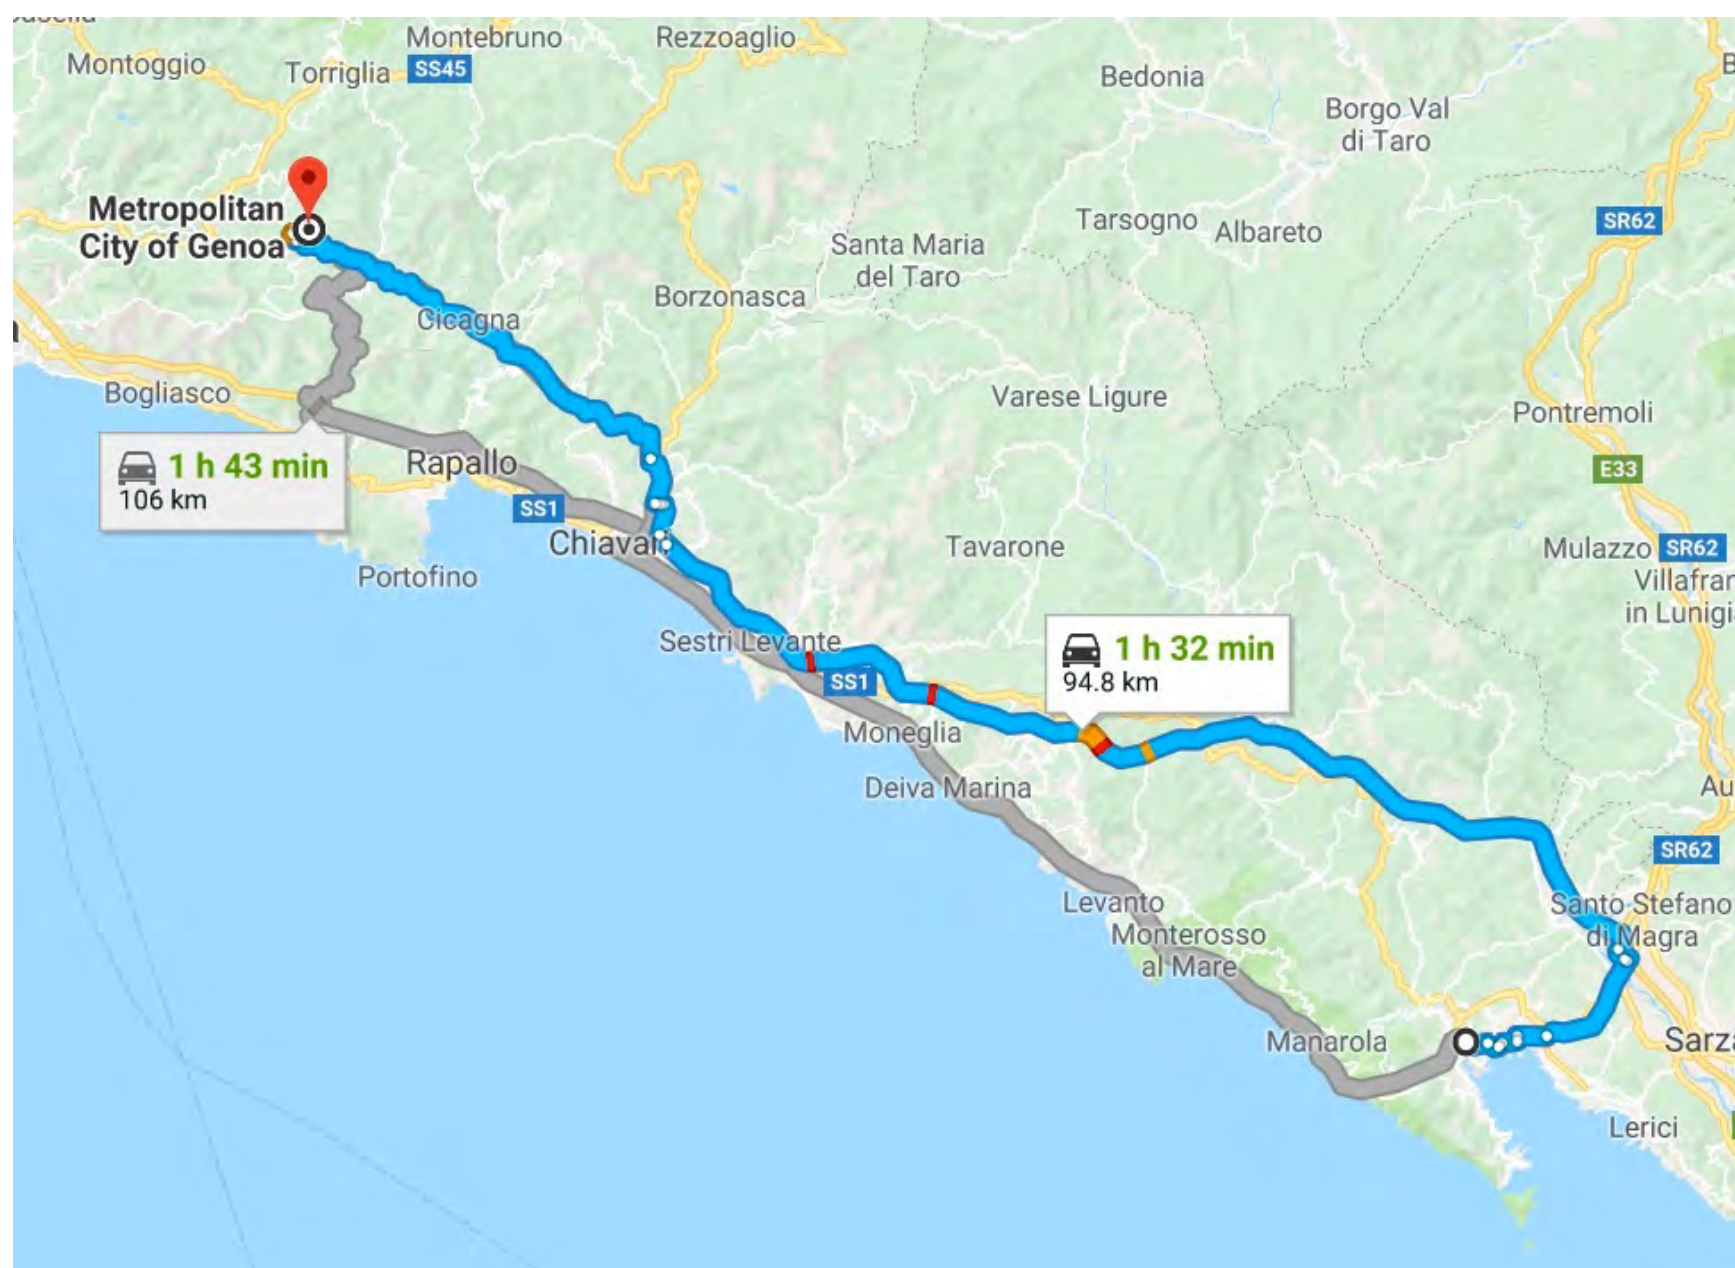 Montebruno
Rezzoaglio
Montoggio
Torriglia
SS45
Bedonia
Borgo Val
di Taro
Metropolitan
City of Genoa
Tarsogno
Albareto
SR62
Santa Maria
del Taro
Borzonasca
Cicagna
Bogliasco
Varese Ligure
Pontremoli
1 h 43 min
106 km
Rapallo
E33
SS1
Chiavari
Tavarone
Mulazzo
SR62
Portofino
Villafran
in Lunigi
Sestri Levante
1 h 32 min
94.8 km
SS1
Moneglia
Deiva Marina
Au
SR62
Levanto
Santo Stefano
di Magra
Monterosso
al Mare
Manarola
Sarza
Lerici